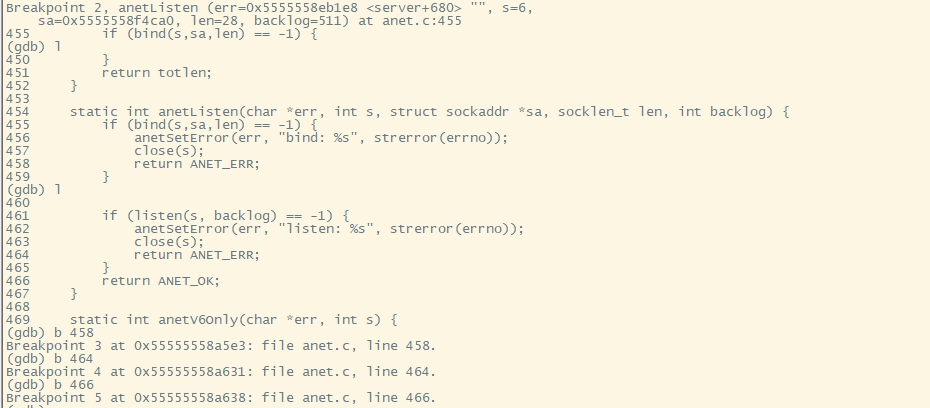 Breakpoint 2, anetListen (err=0x5555558eb1e8 <server+680> "", s=6,
    sa=0x5555558f4ca0, len=28, backlog=511) at anet.c:455
455         if (bind(s,sa,len) == -1) {
(gdb) l
450         }
451         return totlen;
452     }
453
454     static int anetListen(char *err, int s, struct sockaddr *sa, socklen_t len, int backlog) {
455         if (bind(s,sa,len) == -1) {
456             anetSetError(err, "bind: %s", strerror(errno));
457             close(s);
458             return ANET_ERR;
459         }
(gdb) l
460
461         if (listen(s, backlog) == -1) {
462             anetSetError(err, "listen: %s", strerror(errno));
463             close(s);
464             return ANET_ERR;
465         }
466         return ANET_OK;
467     }
468
469     static int anetV6Only(char *err, int s) {
(gdb) b 458
Breakpoint 3 at 0x55555558a5e3: file anet.c, line 458.
(gdb) b 464
Breakpoint 4 at 0x55555558a631: file anet.c, line 464.
(gdb) b 466
Breakpoint 5 at 0x55555558a638: file anet.c, line 466.